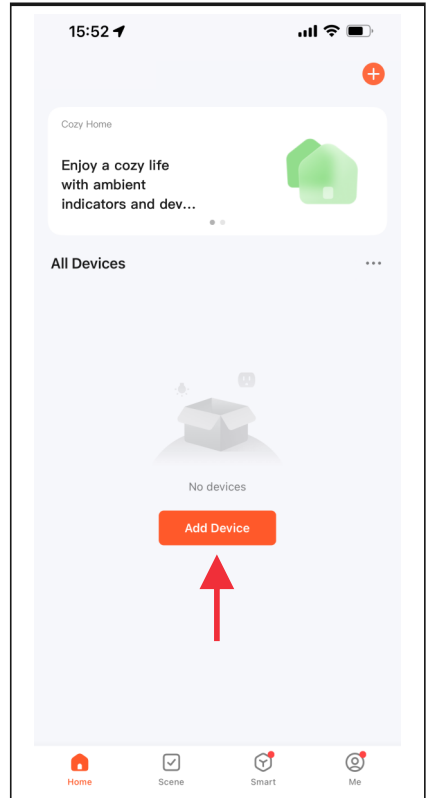 15:52
Cozy Home
Enjoy a cozy life
with ambient
indicators and dev...
All Devices
No devices
Add Device
Home
Scene
Smart
Me